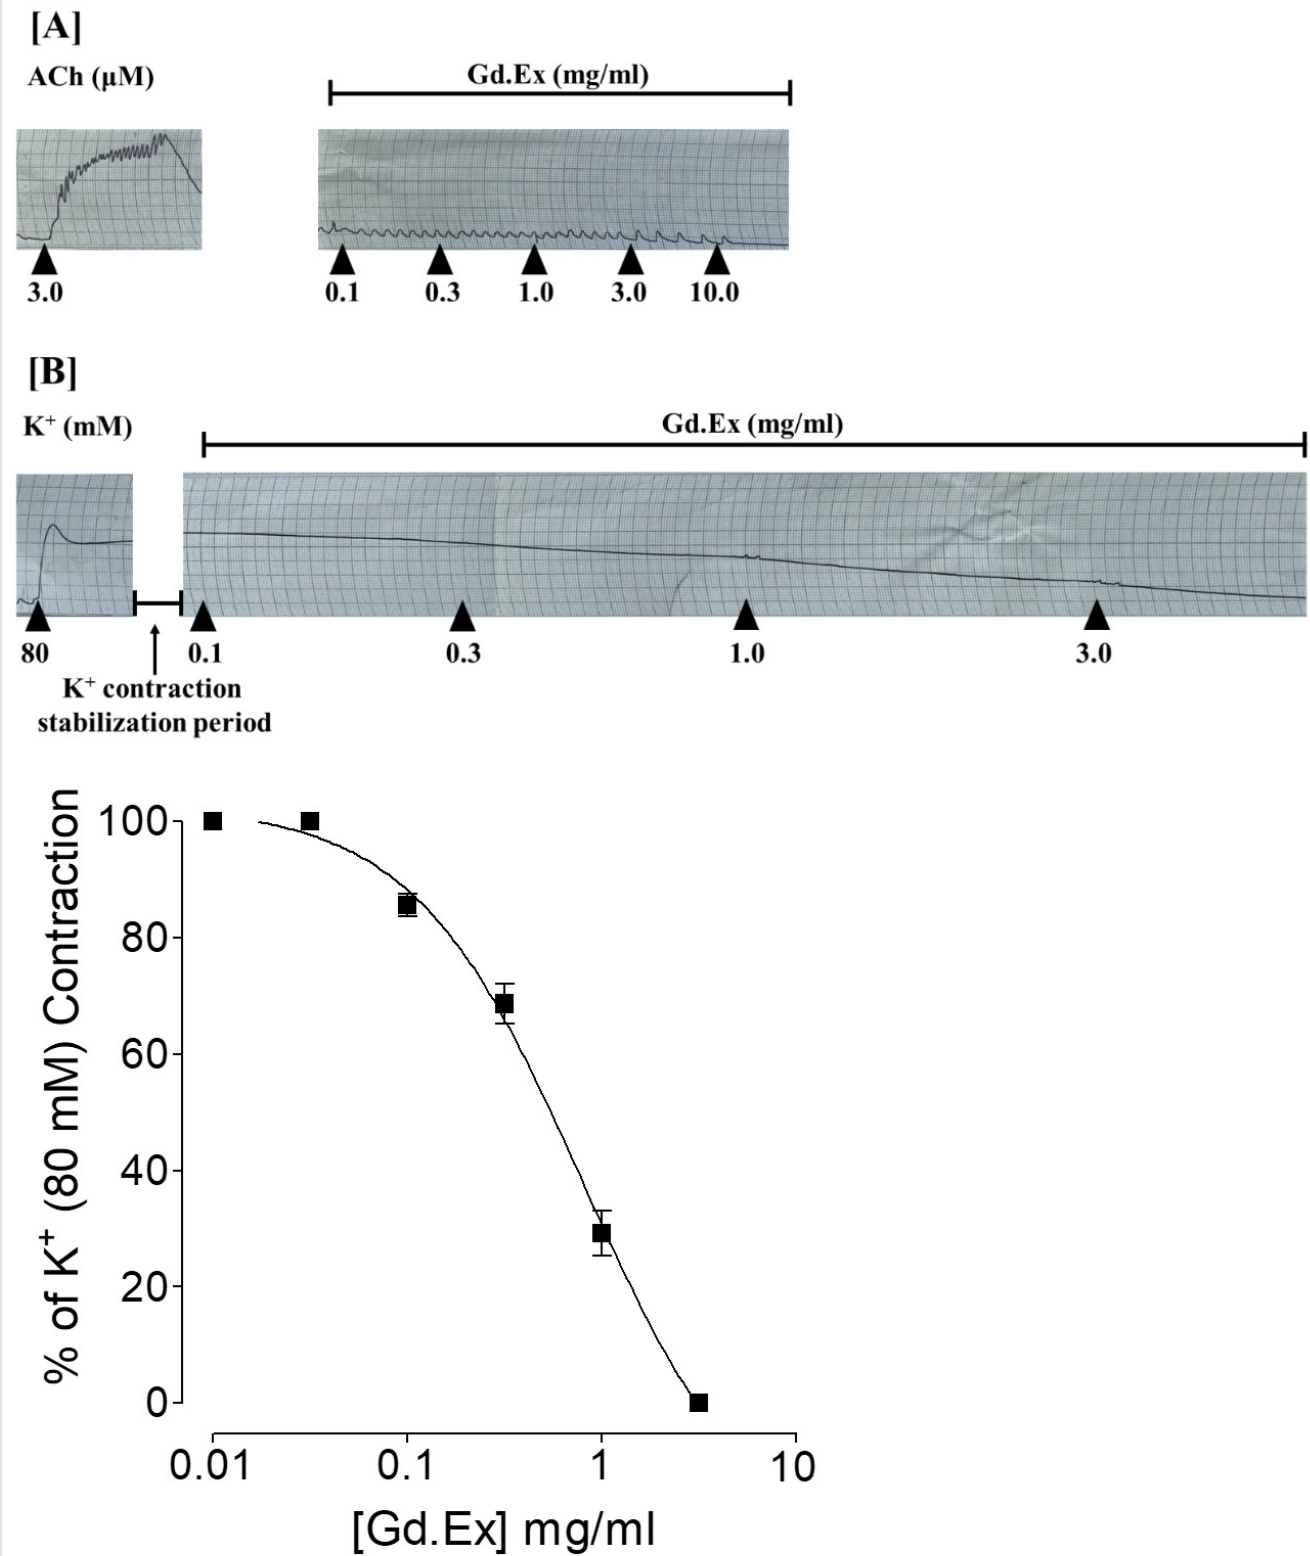 [A]
ACh (μM)
Gd.Ex (mg/ml)
3.0
0.1 0.3 1.0 3.0 10.0
[B]
K⁺ (mM)
Gd.Ex (mg/ml)
80
0.1 0.3 1.0 3.0
K⁺ contraction
stabilization period
% of K⁺ (80 mM) Contraction
100
80
60
40
20
0
0.01 0.1 1 10
[Gd.Ex] mg/ml